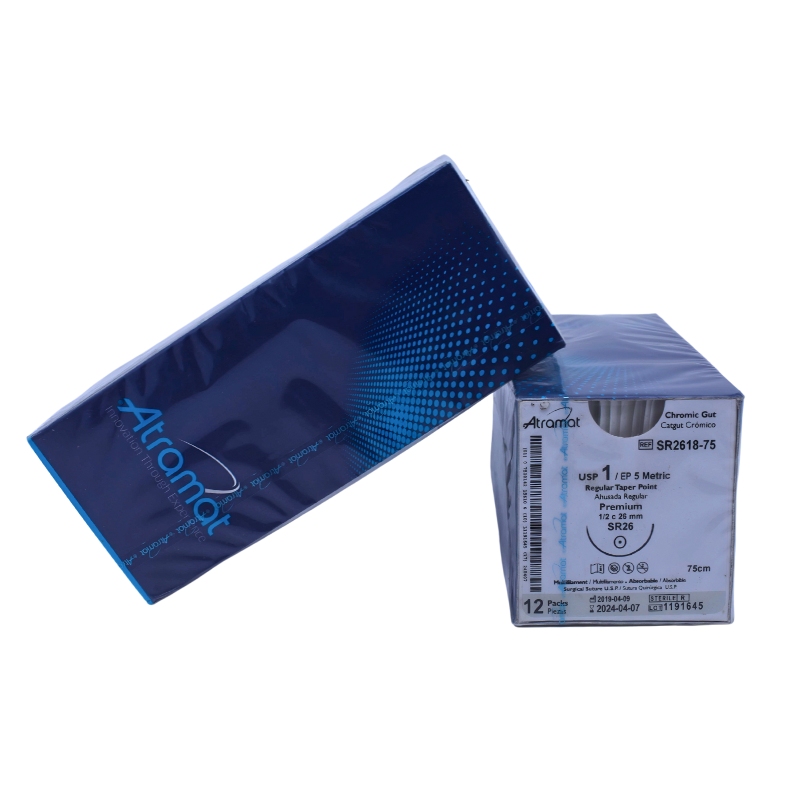 Atramat
Innovation Through Experience
Atramat
Chromic Gut
Catgut Crómico
REF SR2618-75
USP 1 / EP 5 Metric
Regular Taper Point
Ahusada Regular
Premium
1/2 c 26 mm
SR26
75cm
Multifilament / Multifilamento - Absorbable / Absorbible
Surgical Suture U.S.P / Sutura Quirúrgica U.S.P
12 Packs
Piezas
2019-04-09
STERILE R
2024-04-07
LOT 1191645